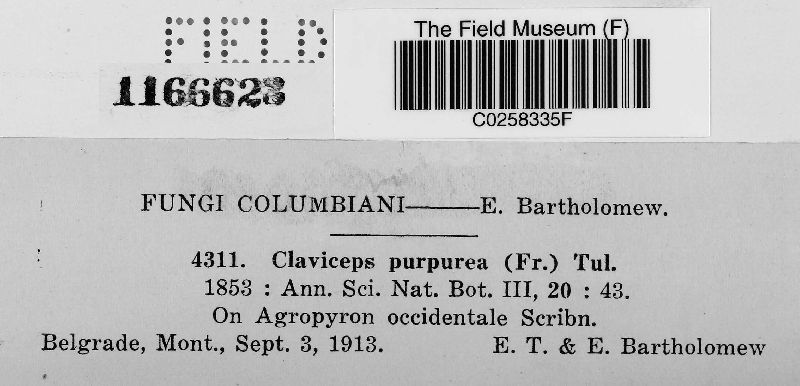 FIELD
1166623
The Field Museum (F)
C0258335F
FUNGI COLUMBIANI——E. Bartholomew.
4311. Claviceps purpurea (Fr.) Tul.
1853 : Ann. Sci. Nat. Bot. III, 20 : 43.
On Agropyron occidentale Scribn.
Belgrade, Mont., Sept. 3, 1913. E. T. & E. Bartholomew